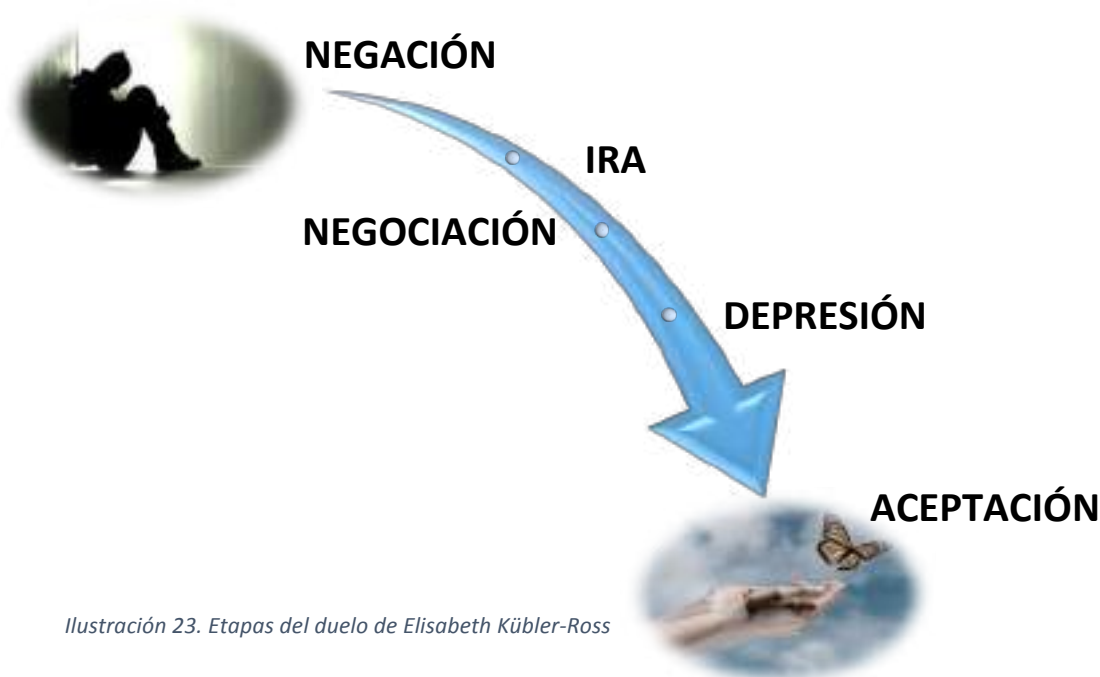 NEGACIÓN
IRA
NEGOCIACIÓN
DEPRESIÓN
ACEPTACIÓN
Ilustración 23. Etapas del duelo de Elisabeth Kübler-Ross